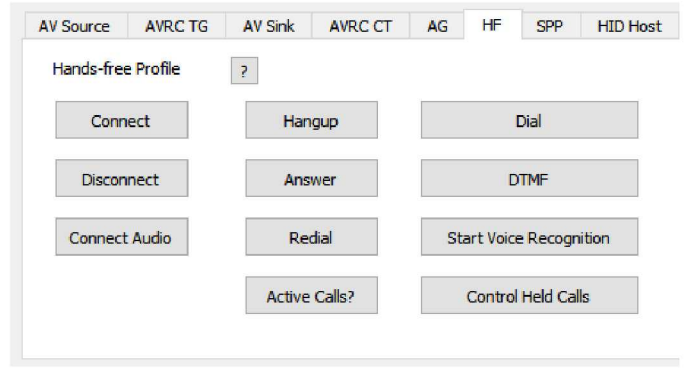 AV Source AVRC TG AV Sink AVRC CT AG HF SPP HID Host
Hands-free Profile ?
Connect Hangup Dial
Disconnect Answer DTMF
Connect Audio Redial Start Voice Recognition
Active Calls? Control Held Calls